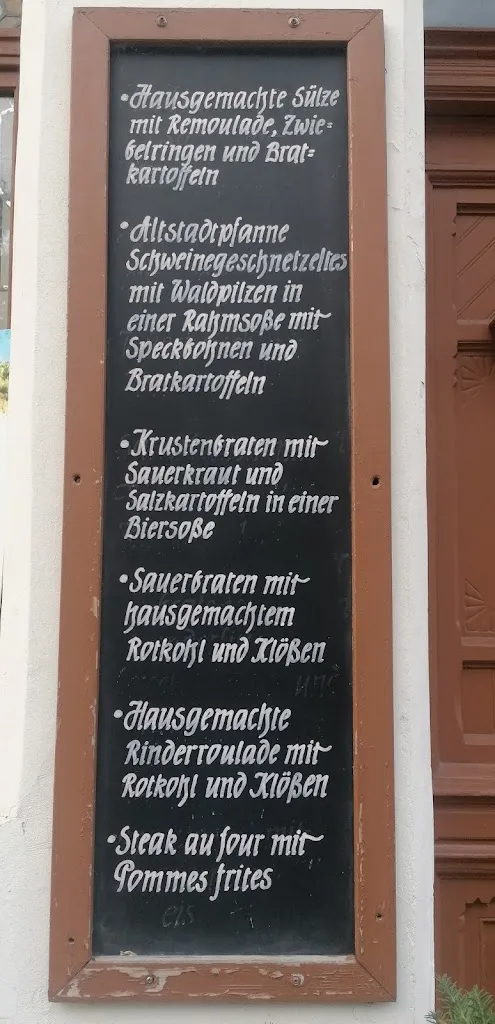 •Hausgemachte Sülze
mit Remoulade, Zwie=
belringen und Brat=
kartoffeln
•Altstadtpfanne
Schweinegeschnetzeltes
mit Waldpilzen in
einer Rahmsoße mit
Speckbohnen und
Bratkartoffeln
•Krustenbraten mit
Sauerkraut und
Salzkartoffeln in einer
Biersoße
•Sauerbraten mit
hausgemachtem
Rotkohl und Klößen
•Hausgemachte
Rinderroulade mit
Rotkohl und Klößen
•Steak au four mit
Pommes frites
eis